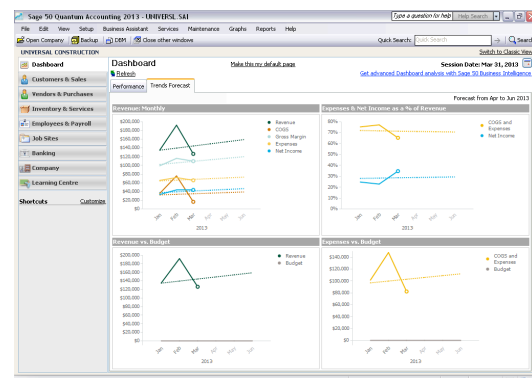 Sage 50 Quantum Accounting 2013 - UNIVERSL.SAI
Type a question for help Help Search
File Edit View Setup Business Assistant Services Maintenance Graphs Reports Help
Open Company Backup DBM Close other windows Quick Search: Quick Search Search
UNIVERSAL CONSTRUCTION Switch to Classic View
Dashboard
Customers & Sales
Vendors & Purchases
Inventory & Services
Employees & Payroll
Job Sites
Banking
Company
Learning Centre
Shortcuts Customize
Dashboard Make this my default page Session Date: Mar 31, 2013
Refresh Get advanced Dashboard analysis with Sage 50 Business Intelligence
Performance Trends Forecast
Forecast from Apr to Jun 2013
Revenue: Monthly
$200,000
$180,000
$160,000
$140,000
$120,000
$100,000
$80,000
$60,000
$40,000
$20,000
$0
Jan Feb Mar Apr May Jun
2013
Revenue
COGS
Gross Margin
Expenses
Net Income
Expenses & Net Income as a % of Revenue
80%
70%
60%
50%
40%
30%
20%
10%
0%
Jan Feb Mar Apr May Jun
2013
COGS and
Expenses
Net Income
Revenue vs. Budget
$200,000
$180,000
$160,000
$140,000
$120,000
$100,000
$80,000
$60,000
$40,000
$20,000
$0
Jan Feb Mar Apr May Jun
2013
Revenue
Budget
Expenses vs. Budget
$140,000
$120,000
$100,000
$80,000
$60,000
$40,000
$20,000
$0
Jan Feb Mar Apr May Jun
2013
COGS and
Expenses
Budget